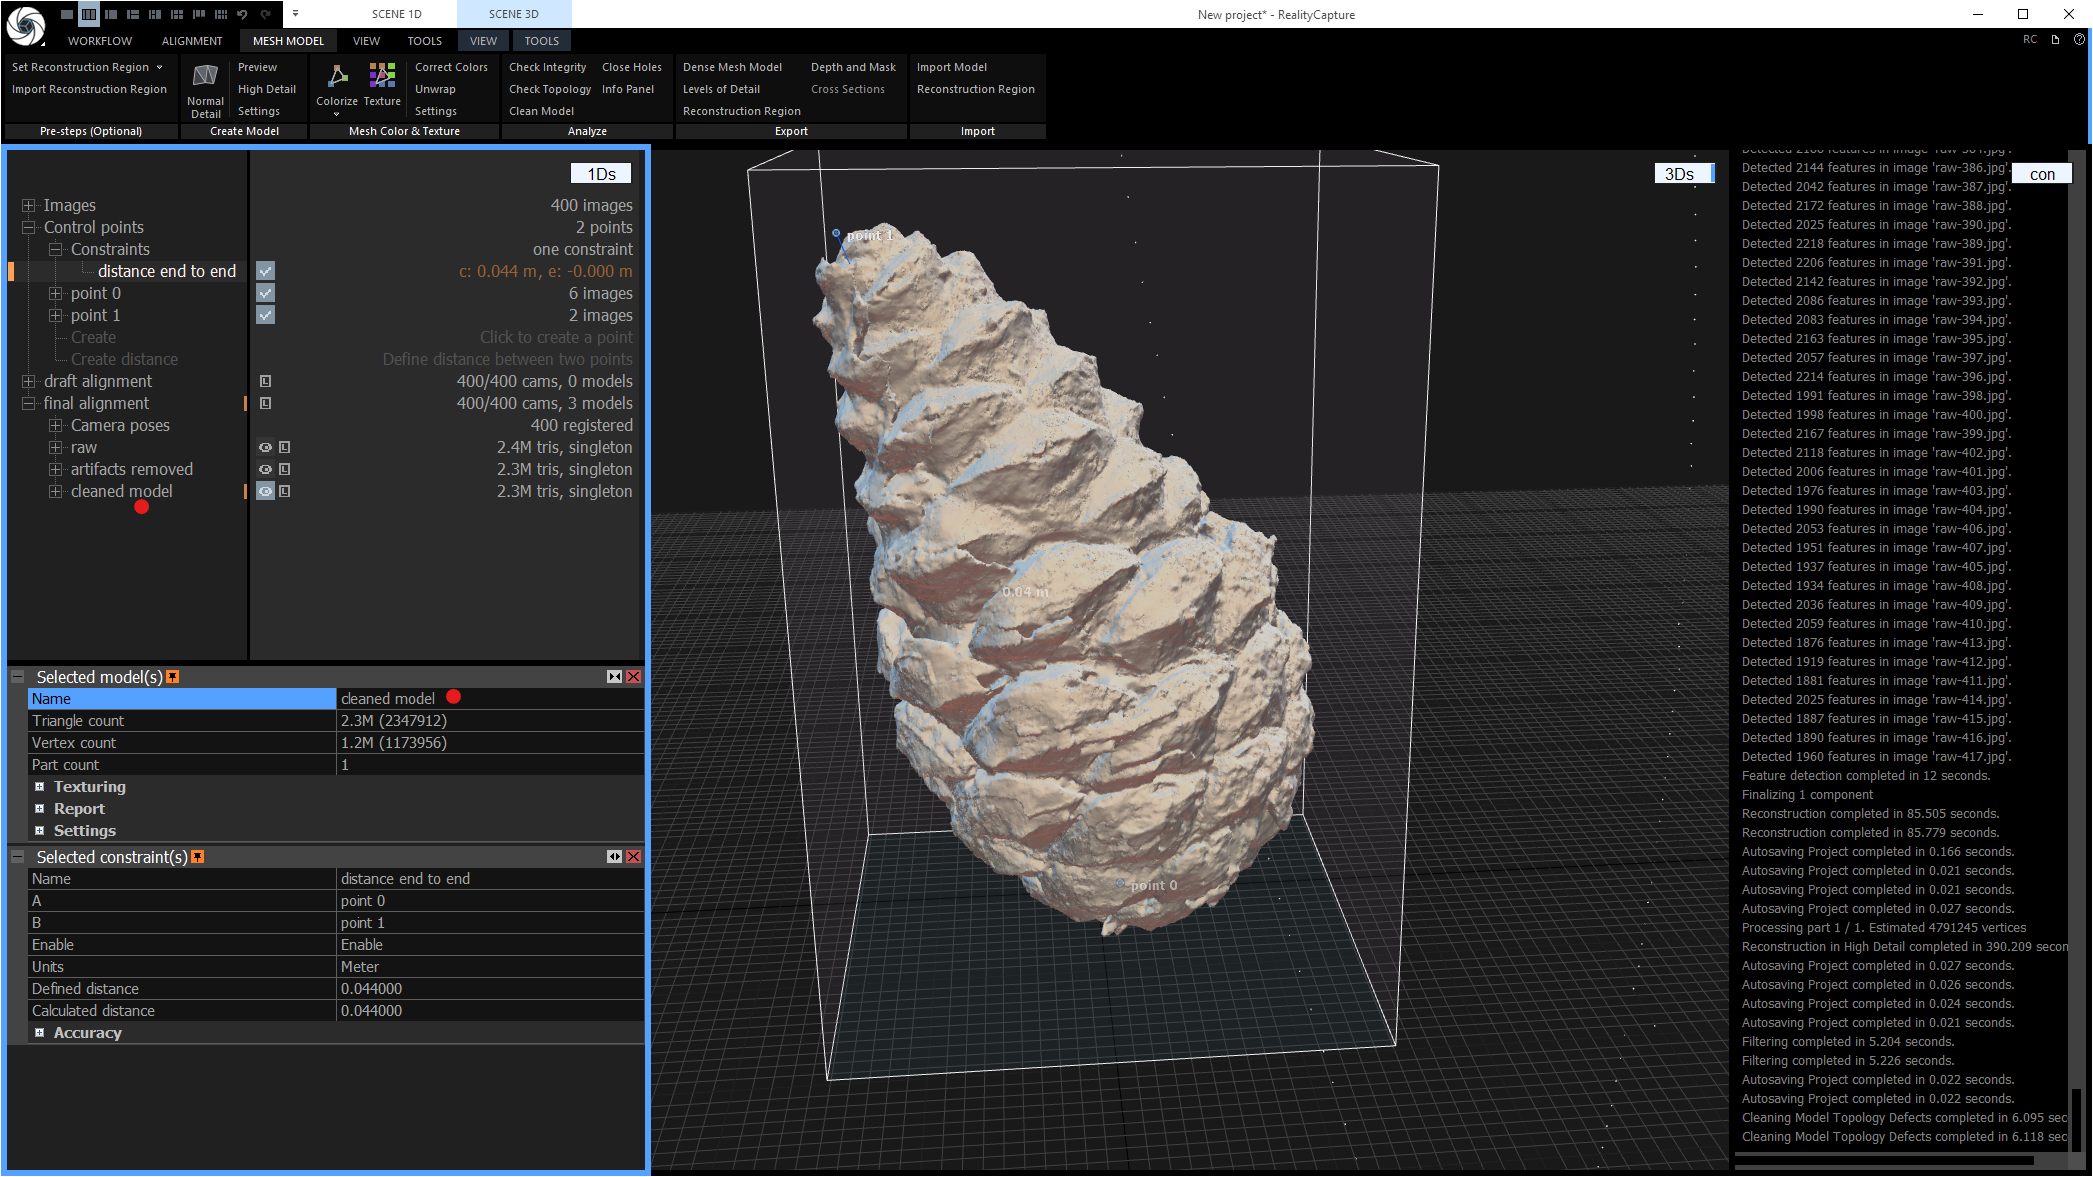 SCENE 1D
SCENE 3D
New project* - RealityCapture
WORKFLOW
ALIGNMENT
MESH MODEL
VIEW
TOOLS
VIEW
TOOLS
RC
Set Reconstruction Region
Import Reconstruction Region
Pre-steps (Optional)
Normal Detail
Preview
High Detail
Settings
Create Model
Colorize
Texture
Correct Colors
Unwrap
Settings
Mesh Color & Texture
Check Integrity
Close Holes
Check Topology
Info Panel
Clean Model
Analyze
Dense Mesh Model
Depth and Mask
Levels of Detail
Cross Sections
Reconstruction Region
Export
Import Model
Reconstruction Region
Import
1Ds
Images 400 images
Control points 2 points
Constraints one constraint
distance end to end c: 0.044 m, e: -0.000 m
point 0 6 images
point 1 2 images
Create Click to create a point
Create distance Define distance between two points
draft alignment 400/400 cams, 0 models
final alignment 400/400 cams, 3 models
Camera poses 400 registered
raw 2.4M tris, singleton
artifacts removed 2.3M tris, singleton
cleaned model 2.3M tris, singleton
Selected model(s)
Name cleaned model
Triangle count 2.3M (2347912)
Vertex count 1.2M (1173956)
Part count 1
Texturing
Report
Settings
Selected constraint(s)
Name distance end to end
A point 0
B point 1
Enable Enable
Units Meter
Defined distance 0.044000
Calculated distance 0.044000
Accuracy
3Ds
point 1
0.04 m
point 0
con
Detected 2144 features in image 'raw-386.jpg'.
Detected 2042 features in image 'raw-387.jpg'.
Detected 2172 features in image 'raw-388.jpg'.
Detected 2025 features in image 'raw-390.jpg'.
Detected 2218 features in image 'raw-389.jpg'.
Detected 2206 features in image 'raw-391.jpg'.
Detected 2142 features in image 'raw-392.jpg'.
Detected 2086 features in image 'raw-393.jpg'.
Detected 2083 features in image 'raw-394.jpg'.
Detected 2163 features in image 'raw-395.jpg'.
Detected 2057 features in image 'raw-397.jpg'.
Detected 2214 features in image 'raw-396.jpg'.
Detected 1991 features in image 'raw-398.jpg'.
Detected 1998 features in image 'raw-400.jpg'.
Detected 2167 features in image 'raw-399.jpg'.
Detected 2118 features in image 'raw-402.jpg'.
Detected 2006 features in image 'raw-401.jpg'.
Detected 1976 features in image 'raw-403.jpg'.
Detected 1990 features in image 'raw-404.jpg'.
Detected 2053 features in image 'raw-406.jpg'.
Detected 1951 features in image 'raw-407.jpg'.
Detected 1937 features in image 'raw-405.jpg'.
Detected 1934 features in image 'raw-408.jpg'.
Detected 2036 features in image 'raw-409.jpg'.
Detected 2059 features in image 'raw-410.jpg'.
Detected 1876 features in image 'raw-413.jpg'.
Detected 1919 features in image 'raw-412.jpg'.
Detected 1881 features in image 'raw-411.jpg'.
Detected 2025 features in image 'raw-414.jpg'.
Detected 1887 features in image 'raw-415.jpg'.
Detected 1890 features in image 'raw-416.jpg'.
Detected 1960 features in image 'raw-417.jpg'.
Feature detection completed in 12 seconds.
Finalizing 1 component
Reconstruction completed in 85.505 seconds.
Reconstruction completed in 85.779 seconds.
Autosaving Project completed in 0.166 seconds.
Autosaving Project completed in 0.021 seconds.
Autosaving Project completed in 0.021 seconds.
Autosaving Project completed in 0.027 seconds.
Processing part 1 / 1. Estimated 4791245 vertices
Reconstruction in High Detail completed in 390.209 secon
Autosaving Project completed in 0.027 seconds.
Autosaving Project completed in 0.026 seconds.
Autosaving Project completed in 0.024 seconds.
Autosaving Project completed in 0.021 seconds.
Filtering completed in 5.204 seconds.
Filtering completed in 5.226 seconds.
Autosaving Project completed in 0.022 seconds.
Autosaving Project completed in 0.022 seconds.
Cleaning Model Topology Defects completed in 6.095 sec
Cleaning Model Topology Defects completed in 6.118 sec